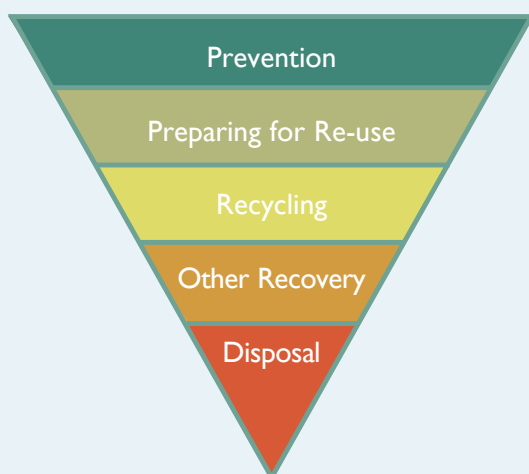 Prevention
Preparing for Re-use
Recycling
Other Recovery
Disposal